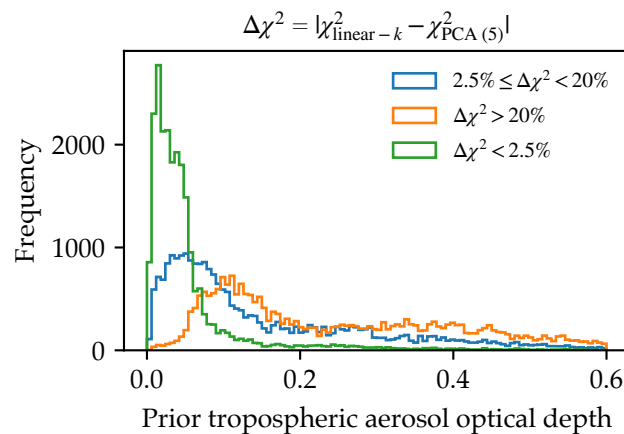 Δχ² = |χ²linear − k − χ²PCA (5)|
2.5% ≤ Δχ² < 20%
Δχ² > 20%
Δχ² < 2.5%
Frequency
2000
1000
0
0.0 0.2 0.4 0.6
Prior tropospheric aerosol optical depth